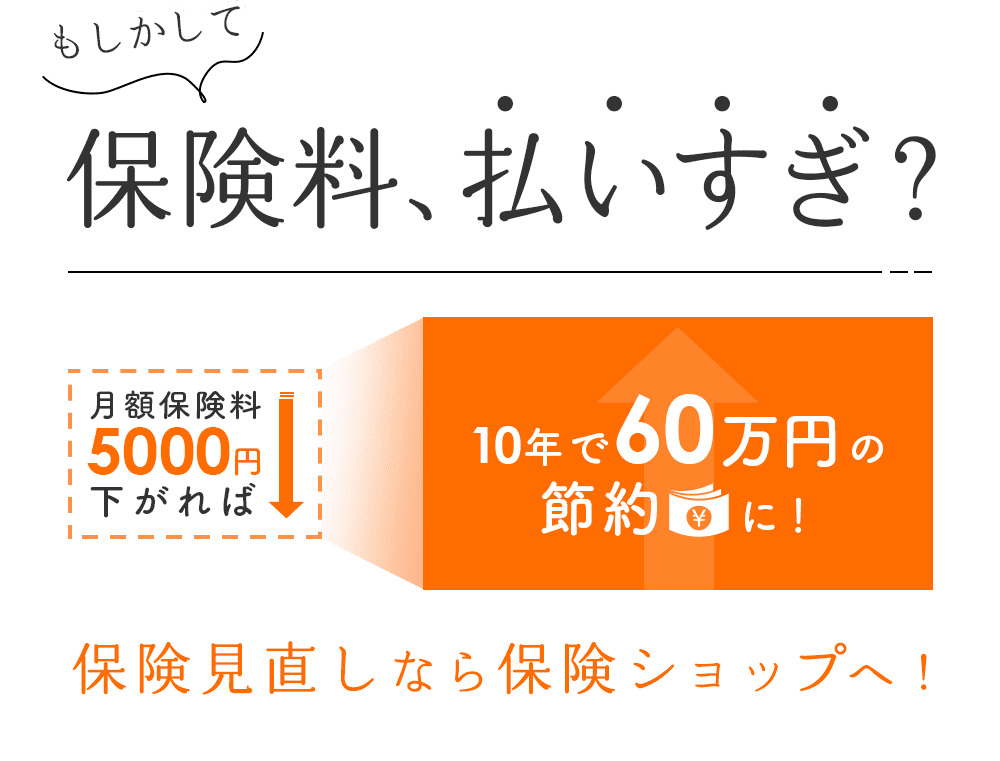 もしかして
保険料、払いすぎ?
月額保険料
5000円
下がれば
10年で60万円の
節約¥に!
保険見直しなら保険ショップへ!